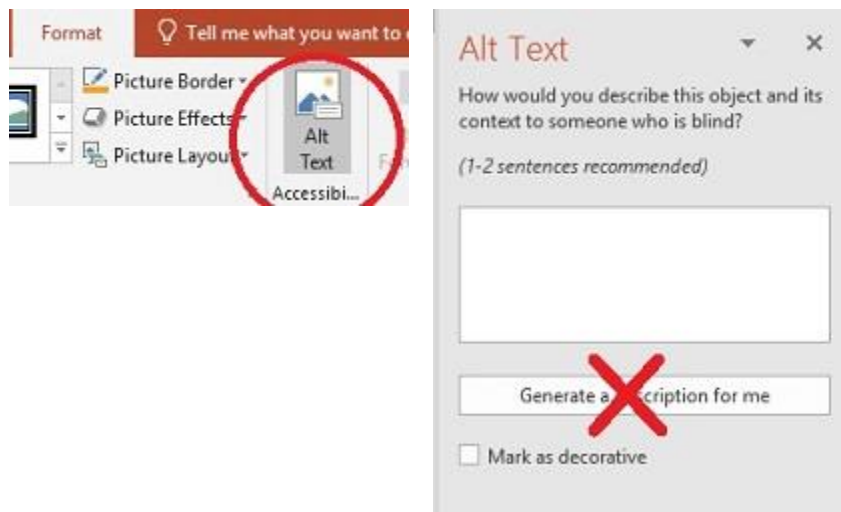 Format Tell me what you want to
Picture Border
Picture Effects
Picture Layout
Alt
Text
Accessibi...
Alt Text
How would you describe this object and its
context to someone who is blind?
(1-2 sentences recommended)
Generate a cription for me
Mark as decorative